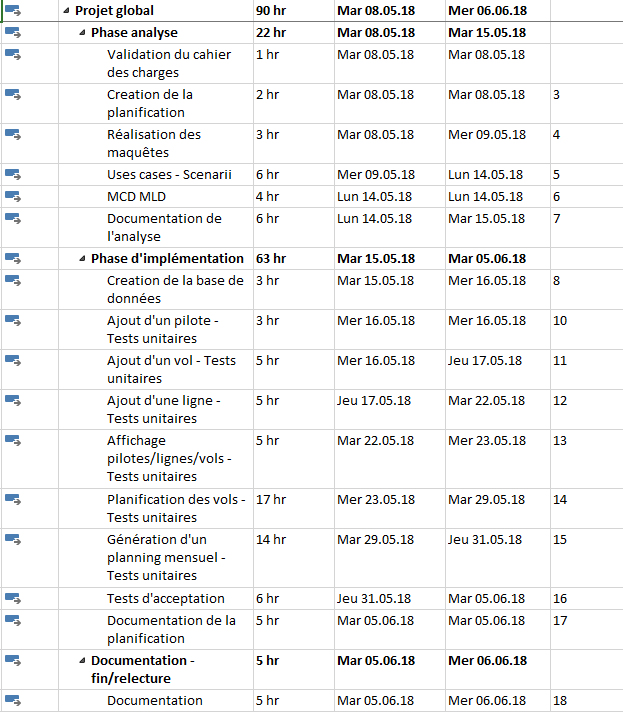 Projet global 90 hr Mar 08.05.18 Mer 06.06.18
Phase analyse 22 hr Mar 08.05.18 Mar 15.05.18
Validation du cahier 1 hr Mar 08.05.18 Mar 08.05.18
des charges
Creation de la 2 hr Mar 08.05.18 Mar 08.05.18 3
planification
Réalisation des 3 hr Mar 08.05.18 Mer 09.05.18 4
maquêtes
Uses cases - Scenarii 6 hr Mer 09.05.18 Lun 14.05.18 5
MCD MLD 4 hr Lun 14.05.18 Lun 14.05.18 6
Documentation de 6 hr Lun 14.05.18 Mar 15.05.18 7
l'analyse
Phase d'implémentation 63 hr Mar 15.05.18 Mar 05.06.18
Creation de la base de 3 hr Mar 15.05.18 Mer 16.05.18 8
données
Ajout d'un pilote - 3 hr Mer 16.05.18 Mer 16.05.18 10
Tests unitaires
Ajout d'un vol - Tests 5 hr Mer 16.05.18 Jeu 17.05.18 11
unitaires
Ajout d'une ligne - 5 hr Jeu 17.05.18 Mar 22.05.18 12
Tests unitaires
Affichage 5 hr Mar 22.05.18 Mer 23.05.18 13
pilotes/lignes/vols -
Tests unitaires
Planification des vols - 17 hr Mer 23.05.18 Mar 29.05.18 14
Tests unitaires
Génération d'un 14 hr Mar 29.05.18 Jeu 31.05.18 15
planning mensuel -
Tests unitaires
Tests d'acceptation 6 hr Jeu 31.05.18 Mar 05.06.18 16
Documentation de la 5 hr Mar 05.06.18 Mar 05.06.18 17
planification
Documentation - 5 hr Mar 05.06.18 Mer 06.06.18
fin/relecture
Documentation 5 hr Mar 05.06.18 Mer 06.06.18 18